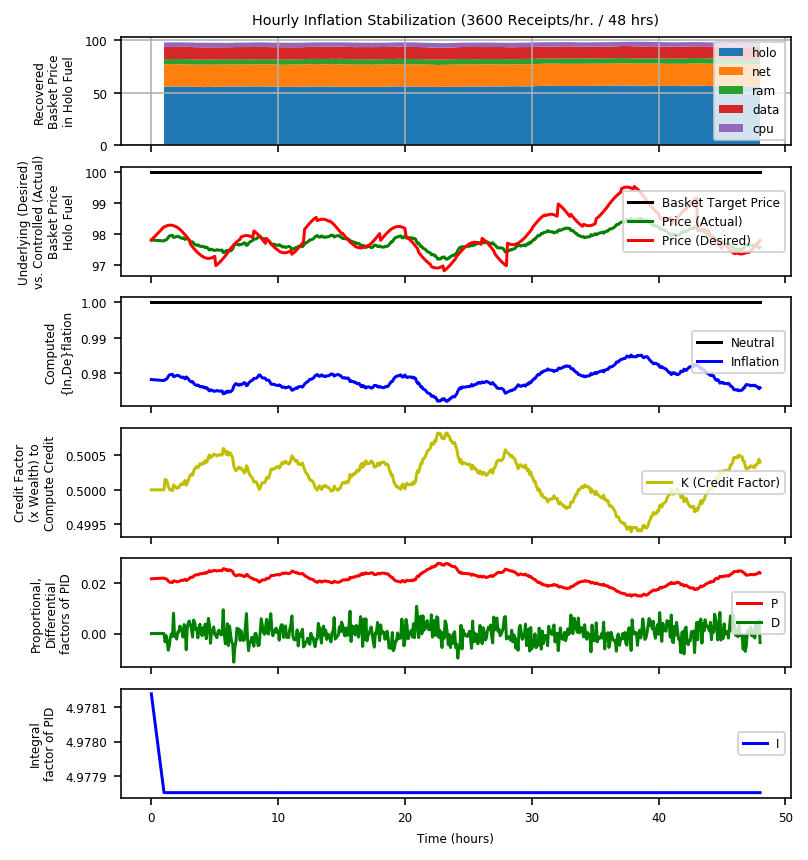 Hourly Inflation Stabilization (3600 Receipts/hr. / 48 hrs)
Recovered
Basket Price
in Holo Fuel
100
50
0
holo
net
ram
data
cpu
Underlying (Desired)
vs. Controlled (Actual)
Basket Price
Holo Fuel
100
99
98
97
Basket Target Price
Price (Actual)
Price (Desired)
Computed
{In,De}flation
1.00
0.99
0.98
Neutral
Inflation
Credit Factor
(x Wealth) to
Compute Credit
0.5005
0.5000
0.4995
K (Credit Factor)
Proportional,
Differential
factors of PID
0.02
0.00
P
D
Integral
factor of PID
4.9781
4.9780
4.9779
I
0
10
20
30
40
50
Time (hours)